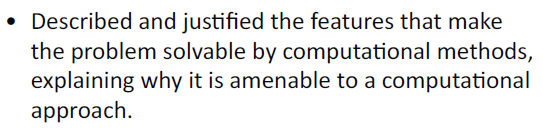 • Described and justified the features that make
the problem solvable by computational methods,
explaining why it is amenable to a computational
approach.